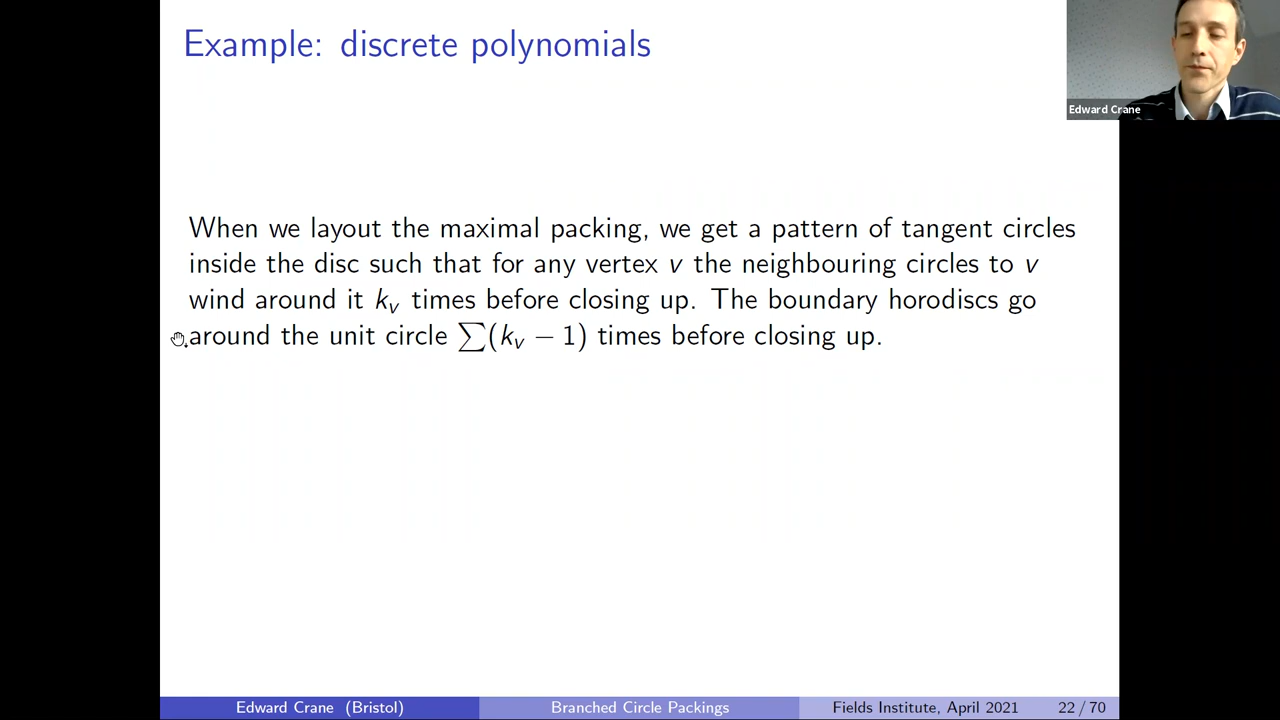 Example: discrete polynomials
Edward Crane
When we layout the maximal packing, we get a pattern of tangent circles
inside the disc such that for any vertex v the neighbouring circles to v
wind around it k_v times before closing up. The boundary horodiscs go
around the unit circle ∑(k_v − 1) times before closing up.
Edward Crane (Bristol)
Branched Circle Packings
Fields Institute, April 2021
22 / 70